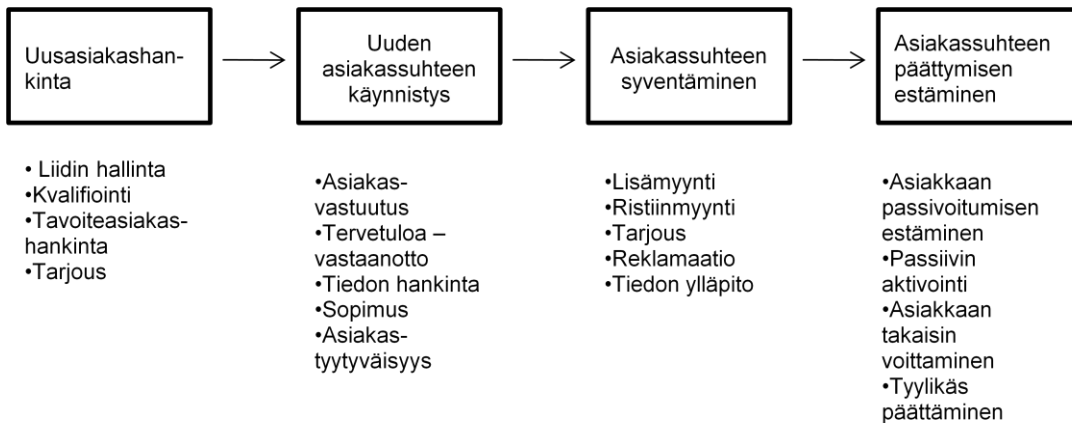 Uusasiakashan-
kinta
Uuden
asiakassuhteen
käynnistys
Asiakassuhteen
syventäminen
Asiakassuhteen
päättymisen
estäminen
• Liidin hallinta
•Kvalifiointi
•Tavoiteasiakas-
hankinta
•Tarjous
•Asiakas-
vastuutus
•Tervetuloa –
vastaanotto
•Tiedon hankinta
•Sopimus
•Asiakas-
tyytyväisyys
•Lisämyynti
•Ristiinmyynti
•Tarjous
•Reklamaatio
•Tiedon ylläpito
•Asiakkaan
passivoitumisen
estäminen
•Passiivin
aktivointi
•Asiakkaan
takaisin
voittaminen
•Tyylikäs
päättäminen